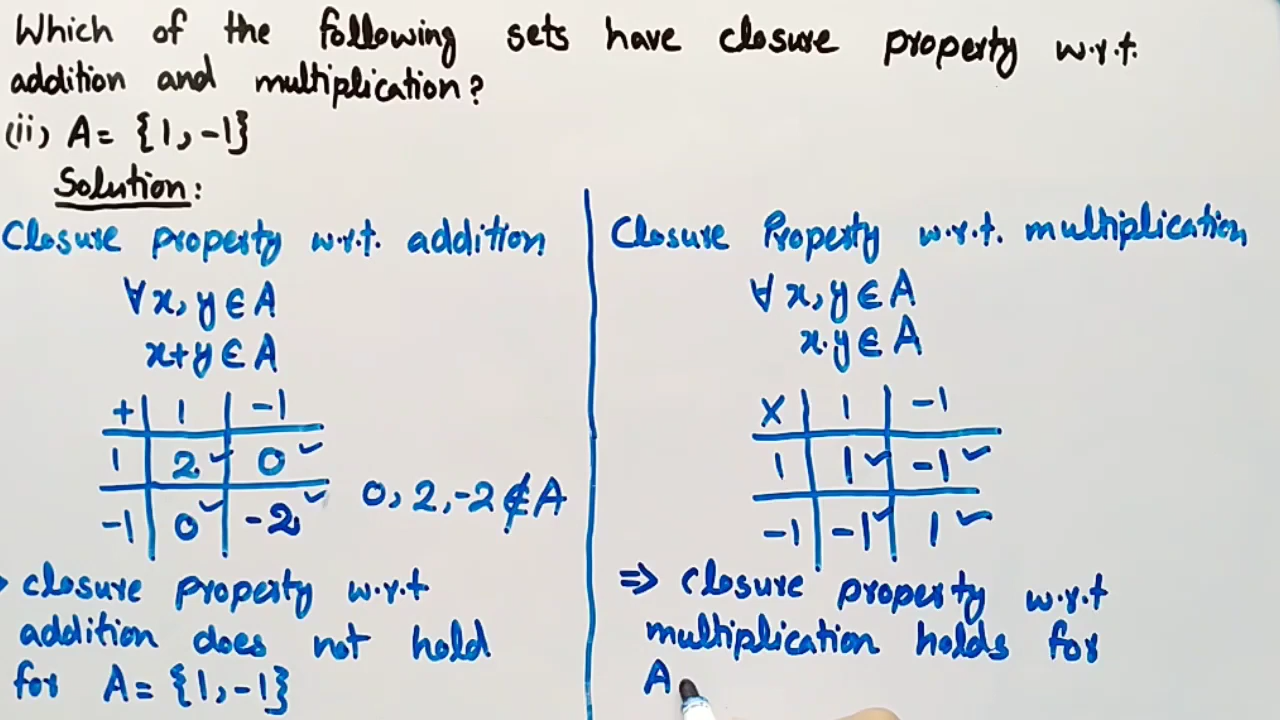 Which of the following sets have closure property w.r.t.
addition and multiplication?
(ii) A= {1, -1}
Solution:
Closure property w.r.t. addition
∀ x, y ∈ A
x+y ∈ A
+ 1 -1
1 2 ✓ 0 ✓
-1 0 ✓ -2 ✓
0, 2, -2 ∉ A
closure property w.r.t
addition does not hold
for A= {1, -1}
Closure Property w.r.t. multiplication
∀ x, y ∈ A
x.y ∈ A
X 1 -1
1 1 ✓ -1 ✓
-1 -1 ✓ 1 ✓
⇒ closure property w.r.t
multiplication holds for
A